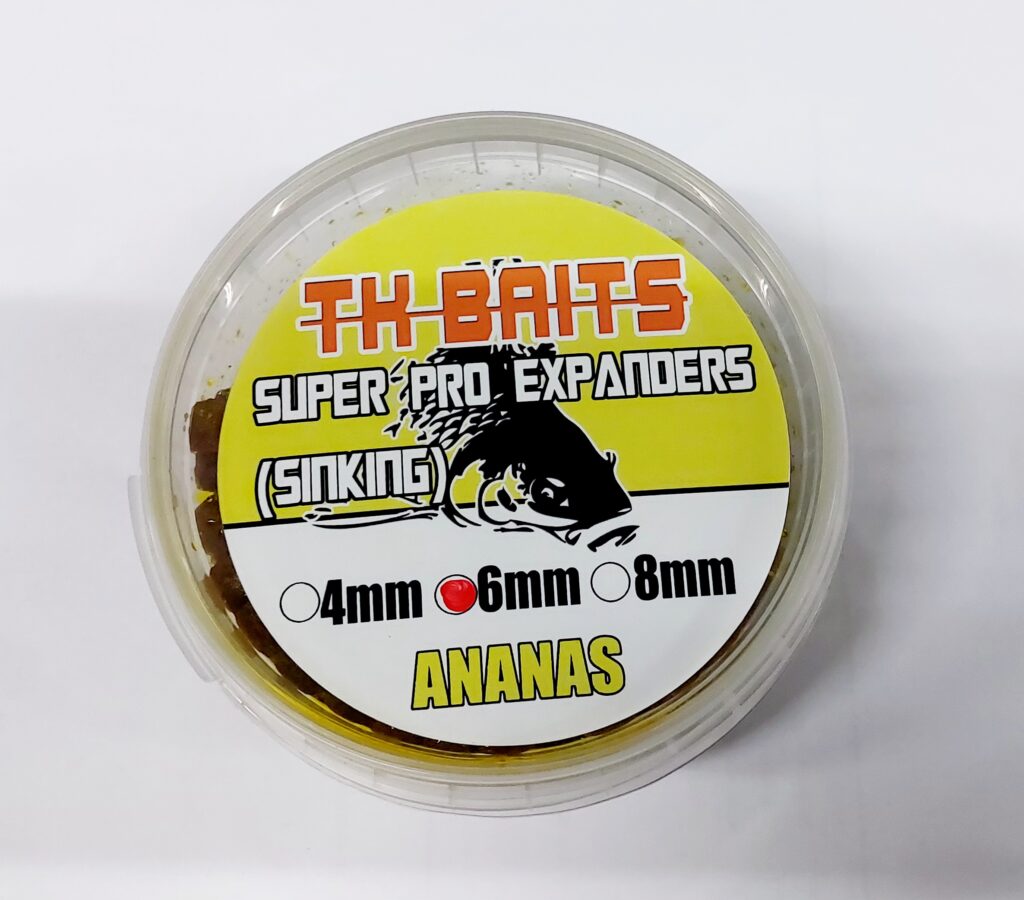 TK BAITS
SUPER PRO EXPANDERS
(SINKING)
4mm 6mm 8mm
ANANAS